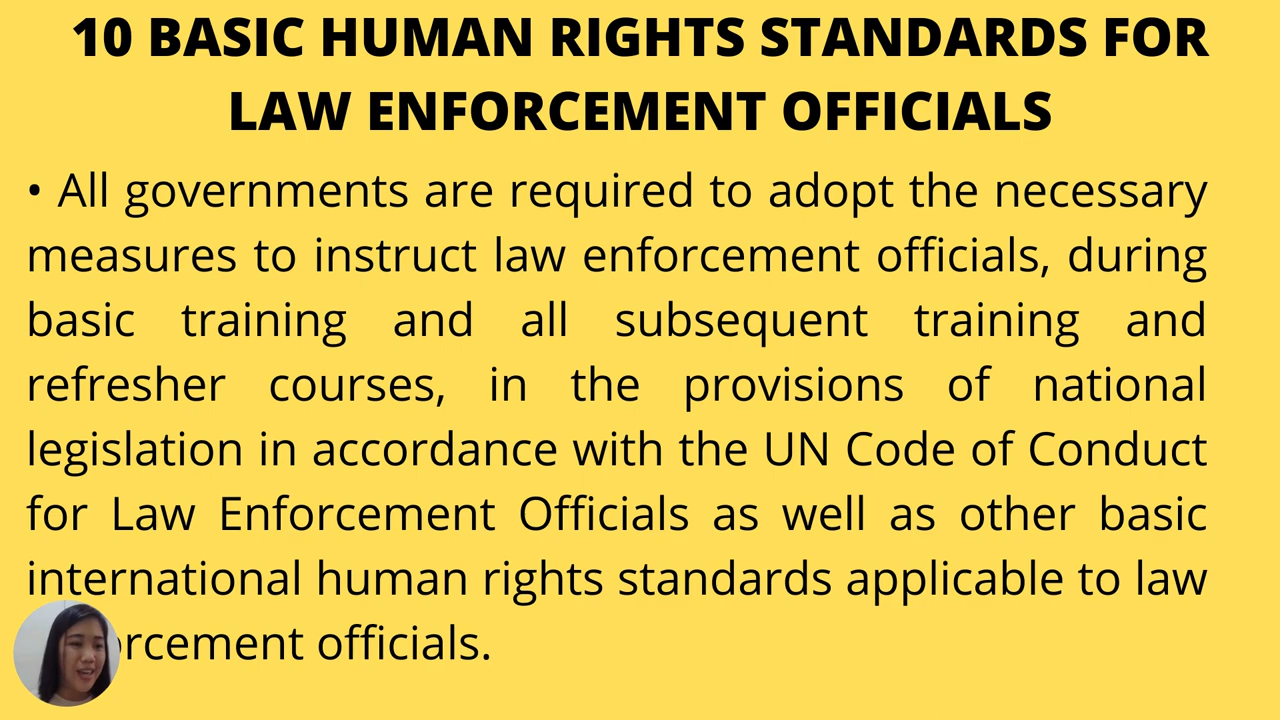 10 BASIC HUMAN RIGHTS STANDARDS FOR
LAW ENFORCEMENT OFFICIALS
• All governments are required to adopt the necessary
measures to instruct law enforcement officials, during
basic training and all subsequent training and
refresher courses, in the provisions of national
legislation in accordance with the UN Code of Conduct
for Law Enforcement Officials as well as other basic
international human rights standards applicable to law
officials.